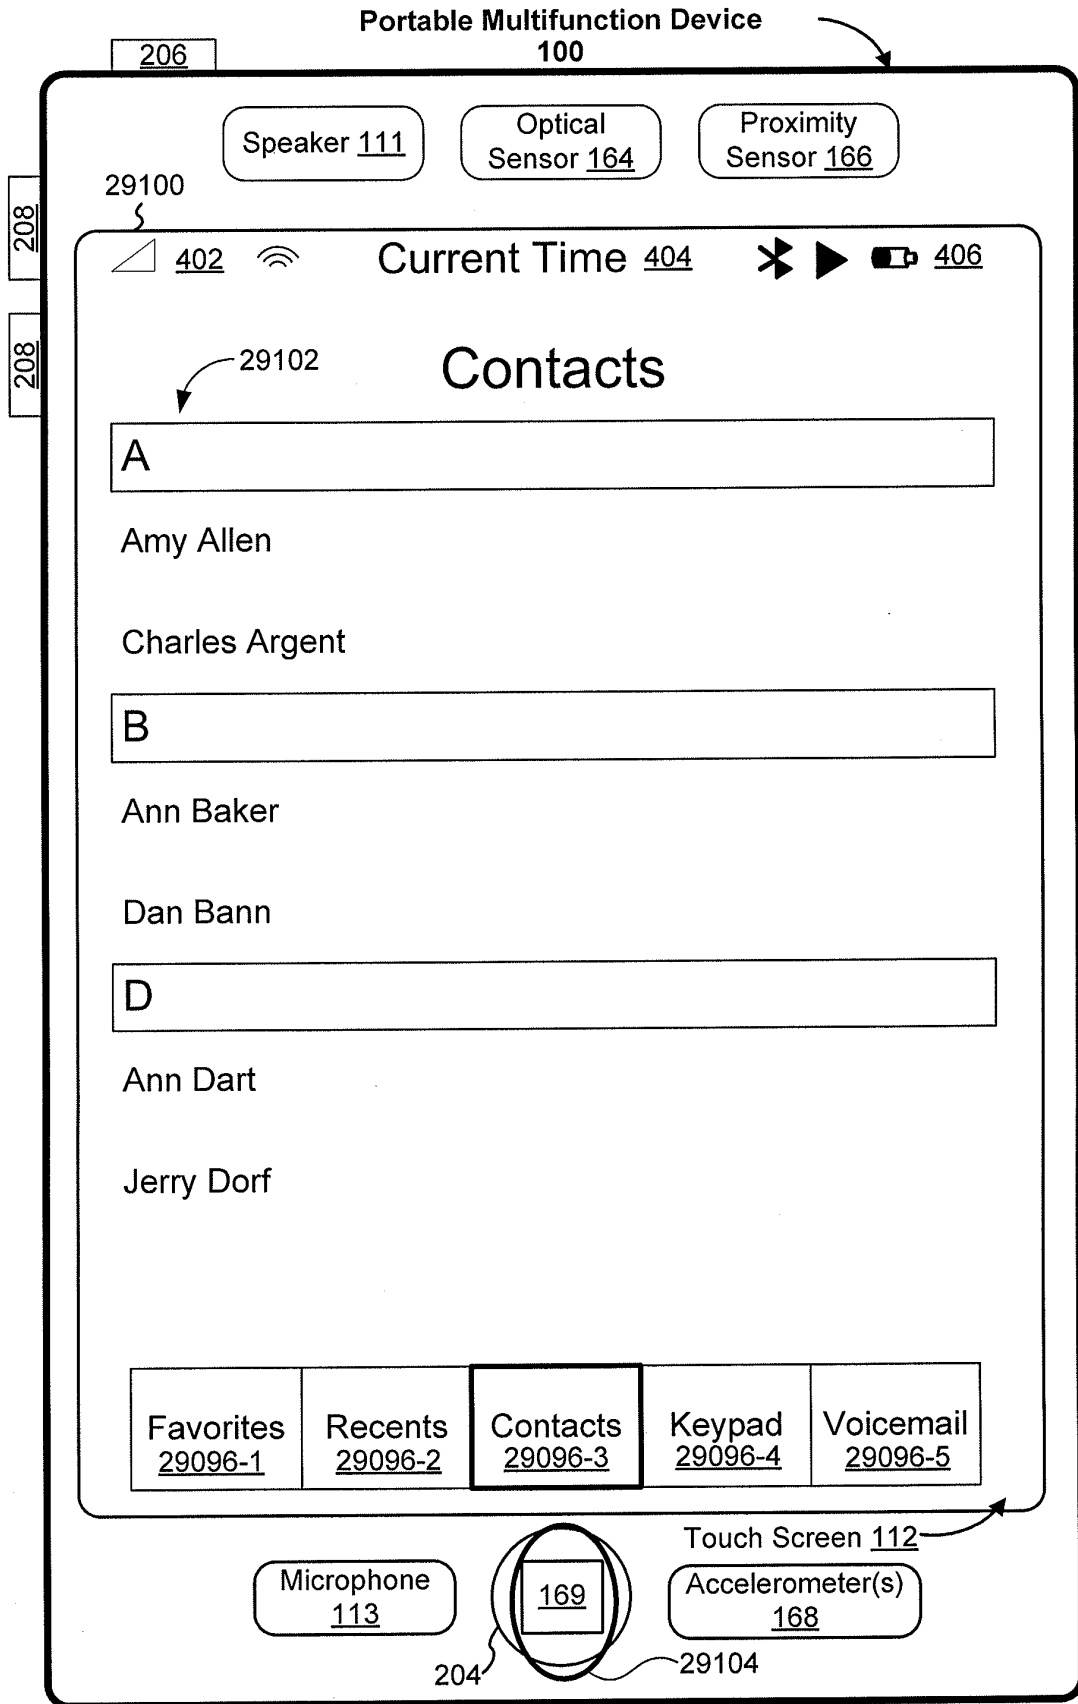 Portable Multifunction Device
100
206
Speaker 111
Optical
Sensor 164
Proximity
Sensor 166
208
208
29100
402
Current Time 404
406
29102
Contacts
A
Amy Allen
Charles Argent
B
Ann Baker
Dan Bann
D
Ann Dart
Jerry Dorf
Favorites
29096-1
Recents
29096-2
Contacts
29096-3
Keypad
29096-4
Voicemail
29096-5
Touch Screen 112
Microphone
113
169
Accelerometer(s)
168
204
29104